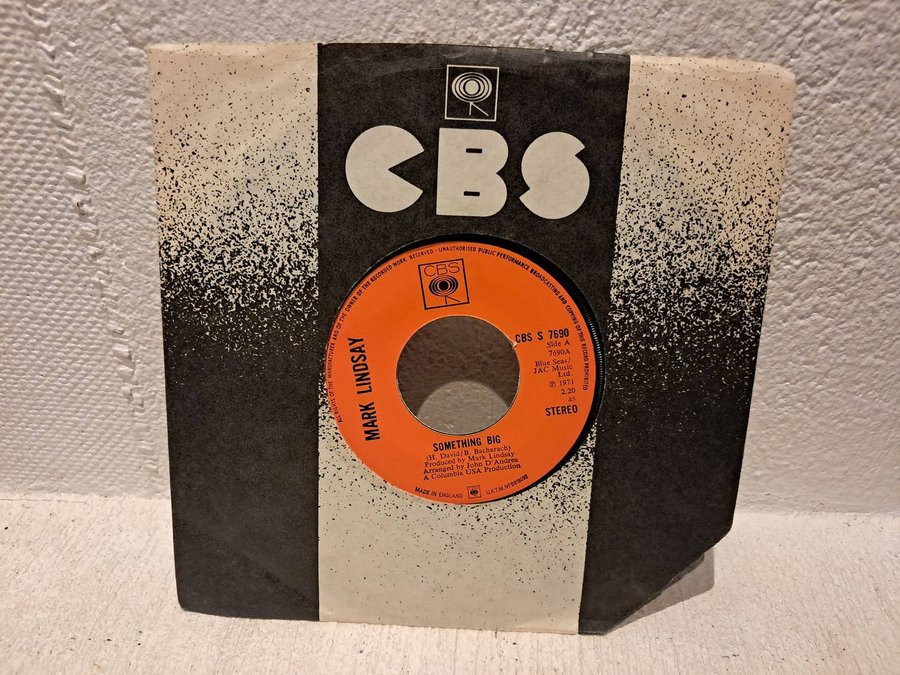 CBS
ALL RIGHTS OF THE MANUFACTURER AND OF THE OWNER OF THE RECORDED WORK RESERVED · UNAUTHORISED PUBLIC PERFORMANCE BROADCASTING AND COPYING OF THIS RECORD PROHIBITED
CBS
MARK LINDSAY
CBS S 7690
Side A
7690A
Blue Seas/
JAC Music
Ltd.
℗ 1971
2.20
45
STEREO
SOMETHING BIG
(H. David/B. Bacharach)
Produced by Mark Lindsay
Arranged by John D'Andrea
A Columbia USA Production
MADE IN ENGLAND
CBS